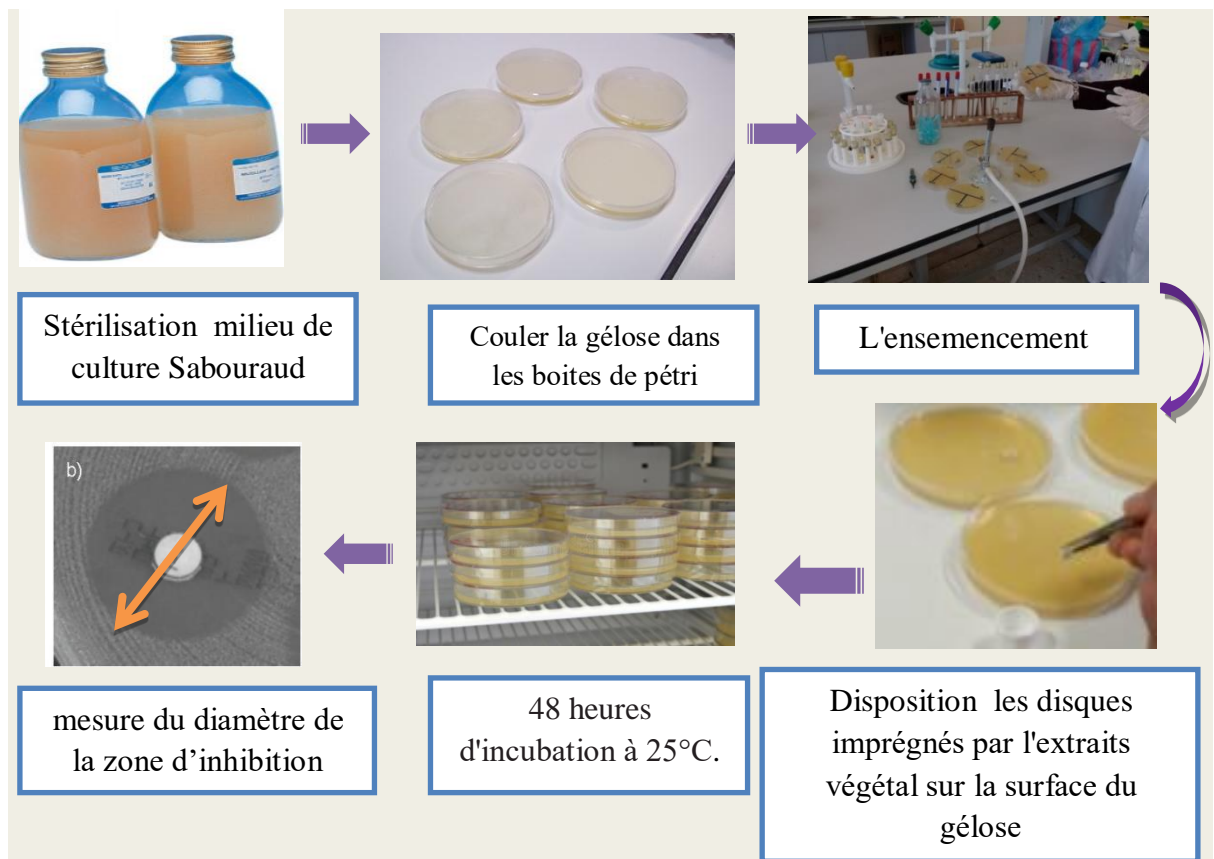 Stérilisation milieu de
culture Sabouraud
Couler la gélose dans
les boites de pétri
L'ensemencement
b)
mesure du diamètre de
la zone d’inhibition
48 heures
d'incubation à 25°C.
Disposition les disques
imprégnés par l'extraits
végétal sur la surface du
gélose